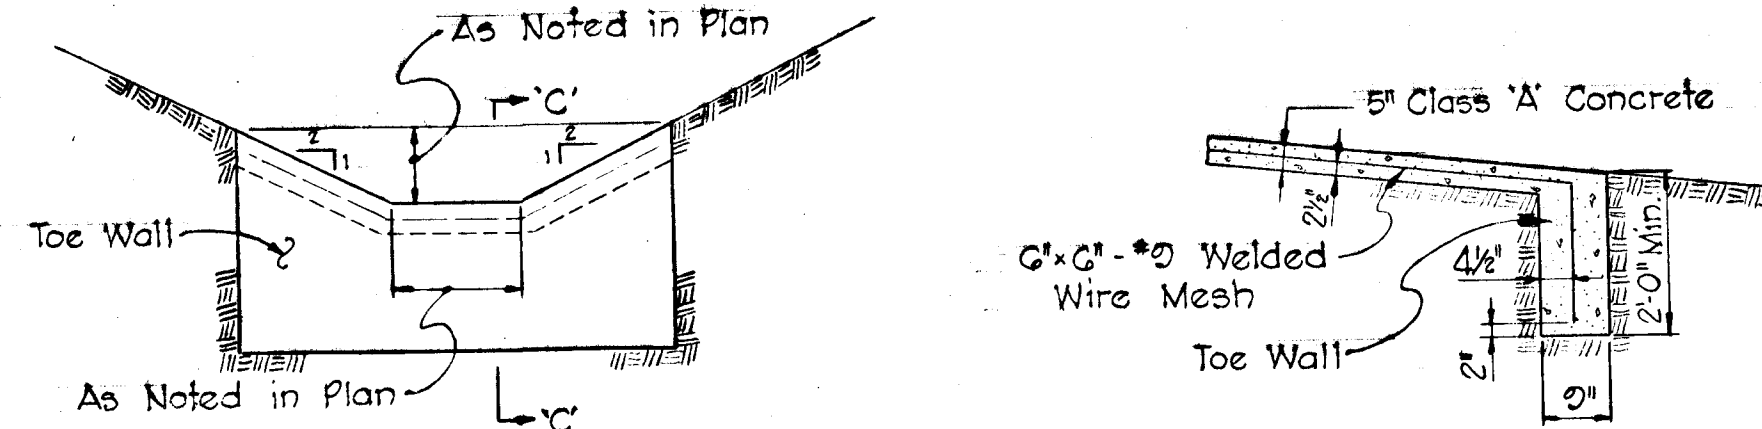 As Noted in Plan
'C'
2
1
2
1
Toe Wall
As Noted in Plan
'C'
5" Class 'A' Concrete
2½"
6"x6" - #9 Welded
Wire Mesh
4½"
2'-0" Min.
Toe Wall
2"
9"